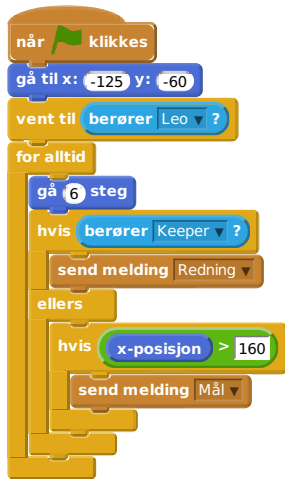 når klikkes
gå til x: -125 y: -60
vent til berører Leo ?
for alltid
gå 6 steg
hvis berører Keeper ?
send melding Redning
ellers
hvis x-posisjon > 160
send melding Mål